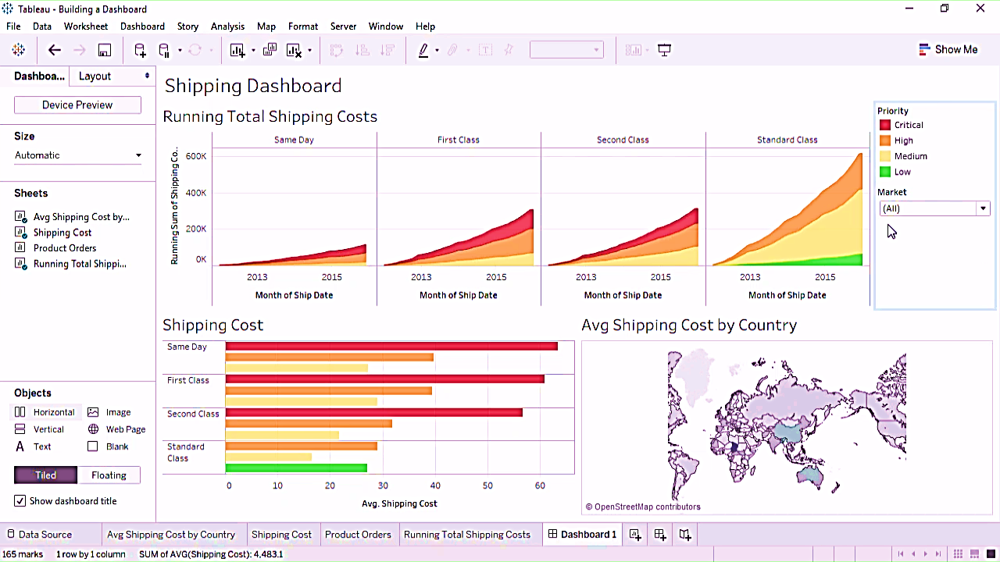 Tableau - Building a Dashboard
File Data Worksheet Dashboard Story Analysis Map Format Server Window Help
Show Me
Dashboa... Layout
Device Preview
Size
Automatic
Sheets
Avg Shipping Cost by...
Shipping Cost
Product Orders
Running Total Shippi...
Objects
Horizontal Image
Vertical Web Page
A Text Blank
Tiled Floating
Show dashboard title
Shipping Dashboard
Running Total Shipping Costs
Same Day First Class Second Class Standard Class
Running Sum of Shipping Co..
600K
400K
200K
0K
2013 2015 2013 2015 2013 2015 2013 2015
Month of Ship Date Month of Ship Date Month of Ship Date Month of Ship Date
Priority
Critical
High
Medium
Low
Market
(All)
Shipping Cost
Same Day
First Class
Second Class
Standard
Class
0 10 20 30 40 50 60
Avg. Shipping Cost
Avg Shipping Cost by Country
© OpenStreetMap contributors
Data Source Avg Shipping Cost by Country Shipping Cost Product Orders Running Total Shipping Costs Dashboard 1
165 marks 1 row by 1 column SUM of AVG(Shipping Cost): 4,483.1